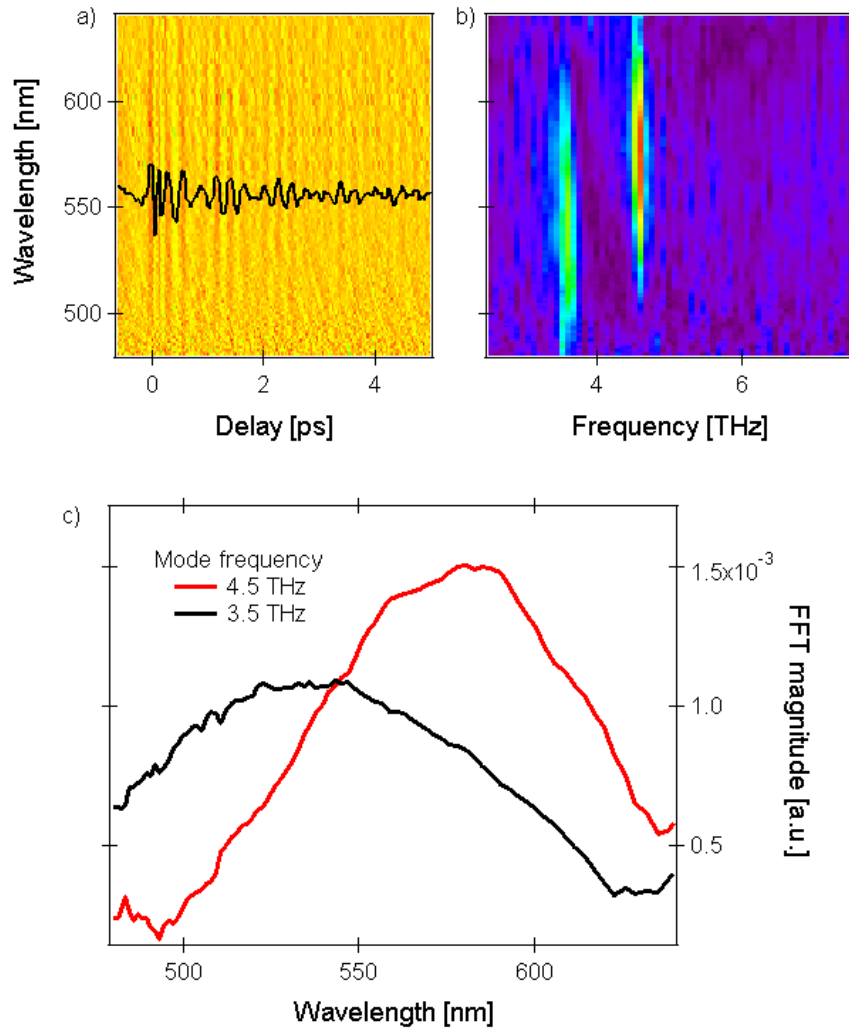 a)
b)
Wavelength [nm]
600
550
500
0
2
4
4
6
Delay [ps]
Frequency [THz]
c)
Mode frequency
4.5 THz
3.5 THz
1.5x10⁻³
1.0
0.5
FFT magnitude [a.u.]
500
550
600
Wavelength [nm]